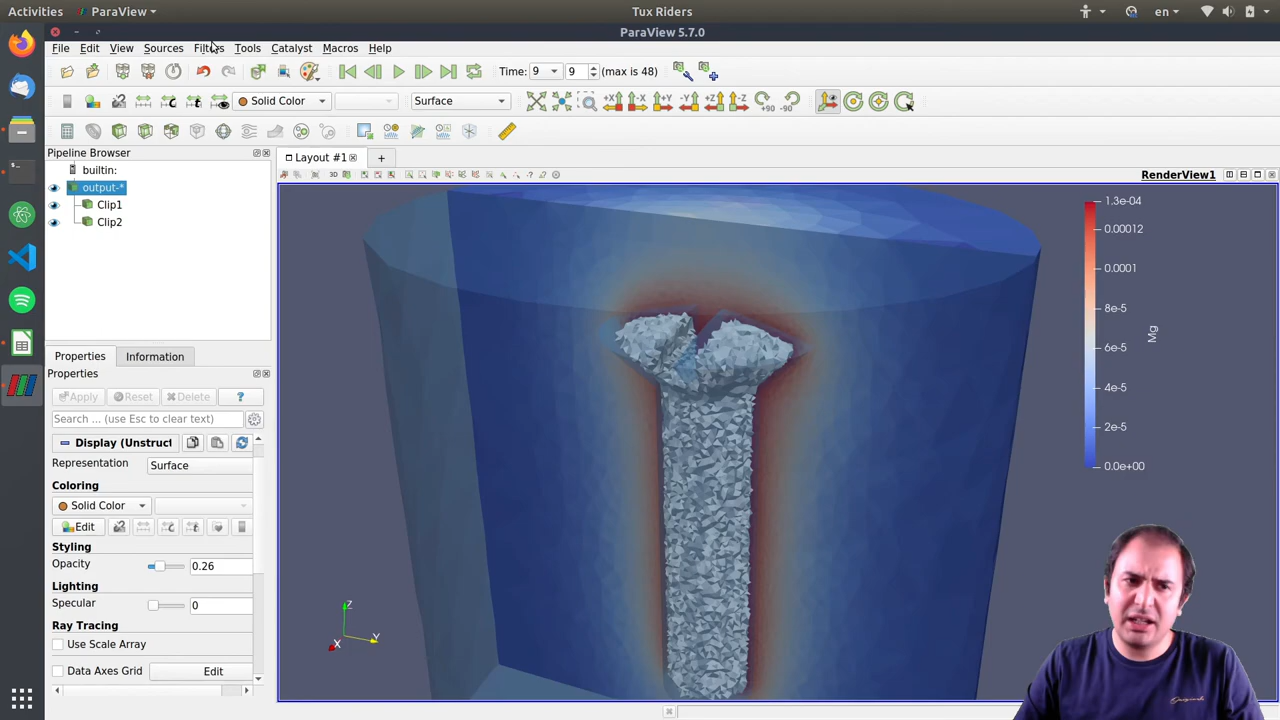 Activities
ParaView
Tux Riders
en
ParaView 5.7.0
File Edit View Sources Filters Tools Catalyst Macros Help
Time: 9 9 (max is 48)
Solid Color
Surface
+X -X +Y -Y +Z -Z +90 -90
Pipeline Browser
Layout #1
+
builtin:
3D
RenderView1
output-*
Clip1
Clip2
1.3e-04
0.00012
0.0001
8e-5
6e-5
4e-5
2e-5
0.0e+00
Mg
Properties Information
Properties
Apply Reset Delete ?
Search ... (use Esc to clear text)
Display (Unstruct
Representation Surface
Coloring
Solid Color
Edit
Styling
Opacity 0.26
Lighting
Specular 0
Ray Tracing
Use Scale Array
Data Axes Grid Edit
Z
Y
X
Original